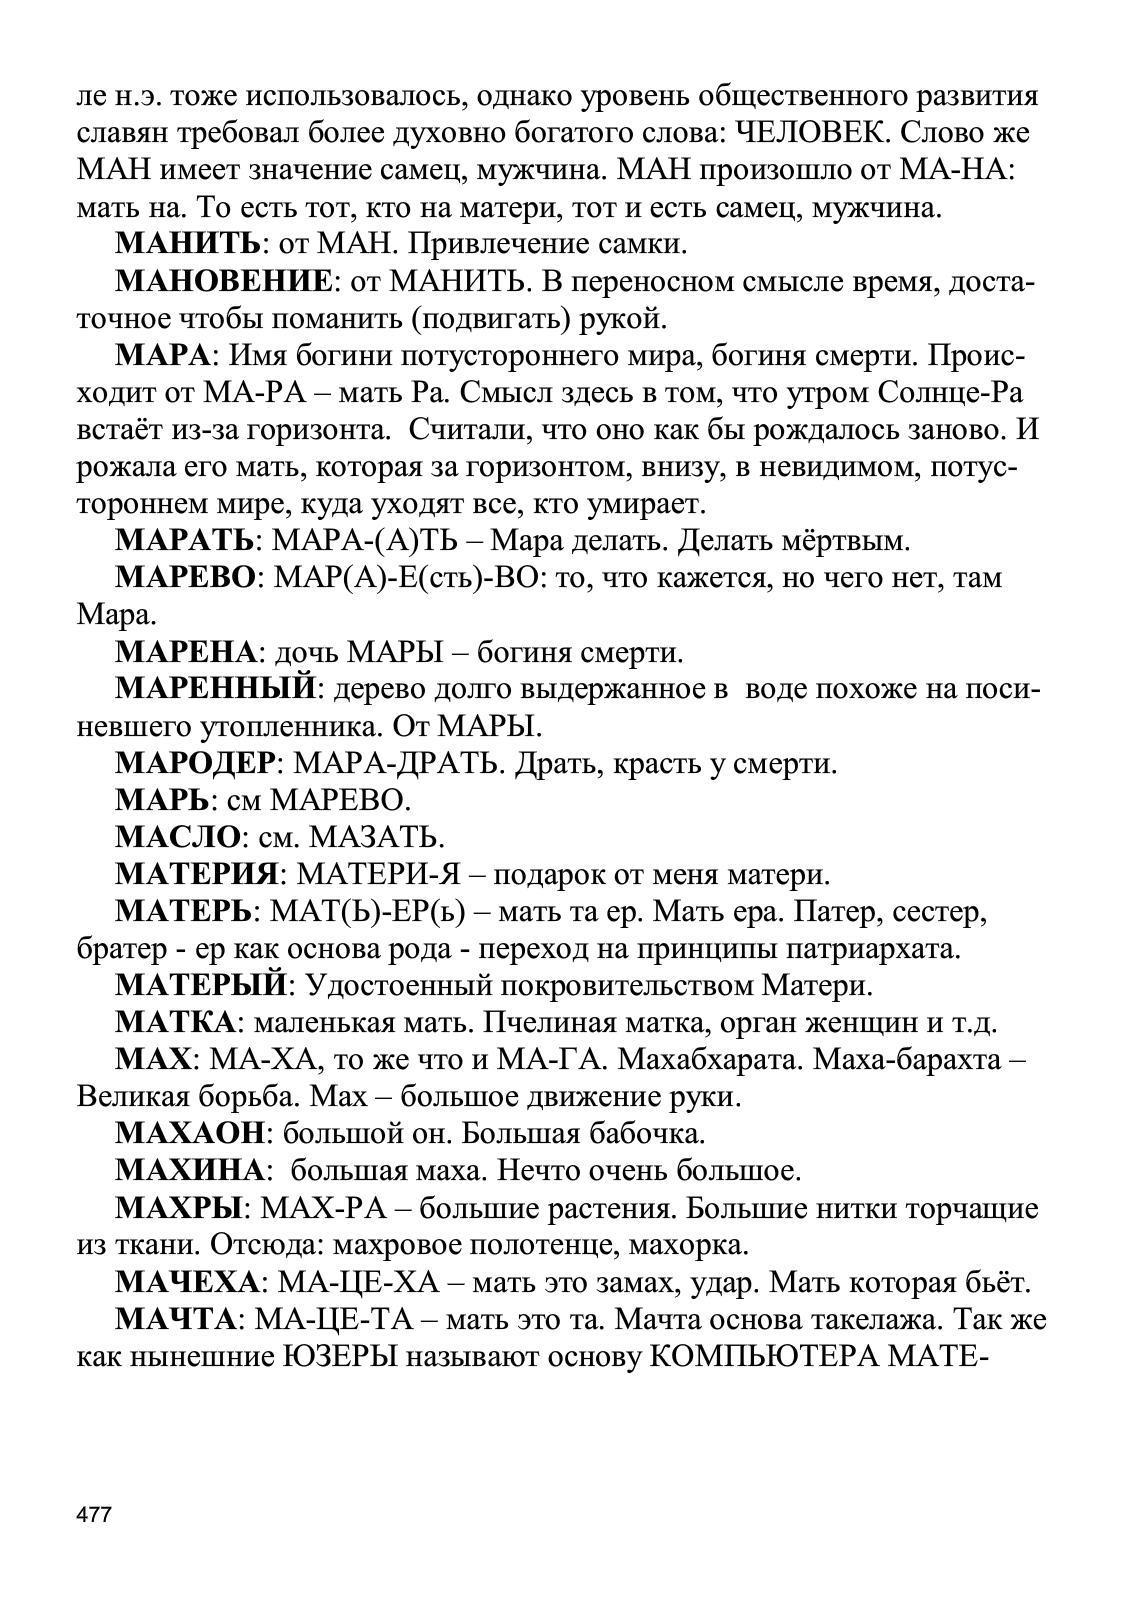 ле н.э. тоже использовалось, однако уровень общественного развития
славян требовал более духовно богатого слова: ЧЕЛОВЕК. Слово же
МАН имеет значение самец, мужчина. МАН произошло от МА-НА:
мать на. То есть тот, кто на матери, тот и есть самец, мужчина.
МАНИТЬ: от МАН. Привлечение самки.
МАНОВЕНИЕ: от МАНИТЬ. В переносном смысле время, доста-
точное чтобы поманить (подвигать) рукой.
МАРА: Имя богини потустороннего мира, богиня смерти. Проис-
ходит от МА-РА – мать Ра. Смысл здесь в том, что утром Солнце-Ра
встаёт из-за горизонта.  Считали, что оно как бы рождалось заново. И
рожала его мать, которая за горизонтом, внизу, в невидимом, потус-
тороннем мире, куда уходят все, кто умирает.
МАРАТЬ: МАРА-(А)ТЬ – Мара делать. Делать мёртвым.
МАРЕВО: МАР(А)-Е(сть)-ВО: то, что кажется, но чего нет, там
Мара.
МАРЕНА: дочь МАРЫ – богиня смерти.
МАРЕННЫЙ: дерево долго выдержанное в  воде похоже на поси-
невшего утопленника. От МАРЫ.
МАРОДЕР: МАРА-ДРАТЬ. Драть, красть у смерти.
МАРЬ: см МАРЕВО.
МАСЛО: см. МАЗАТЬ.
МАТЕРИЯ: МАТЕРИ-Я – подарок от меня матери.
МАТЕРЬ: МАТ(Ь)-ЕР(ь) – мать та ер. Мать ера. Патер, сестер,
братер - ер как основа рода - переход на принципы патриархата.
МАТЕРЫЙ: Удостоенный покровительством Матери.
МАТКА: маленькая мать. Пчелиная матка, орган женщин и т.д.
МАХ: МА-ХА, то же что и МА-ГА. Махабхарата. Маха-барахта –
Великая борьба. Мах – большое движение руки.
МАХАОН: большой он. Большая бабочка.
МАХИНА:  большая маха. Нечто очень большое.
МАХРЫ: МАХ-РА – большие растения. Большие нитки торчащие
из ткани. Отсюда: махровое полотенце, махорка.
МАЧЕХА: МА-ЦЕ-ХА – мать это замах, удар. Мать которая бьёт.
МАЧТА: МА-ЦЕ-ТА – мать это та. Мачта основа такелажа. Так же
как нынешние ЮЗЕРЫ называют основу КОМПЬЮТЕРА МАТЕ-
477